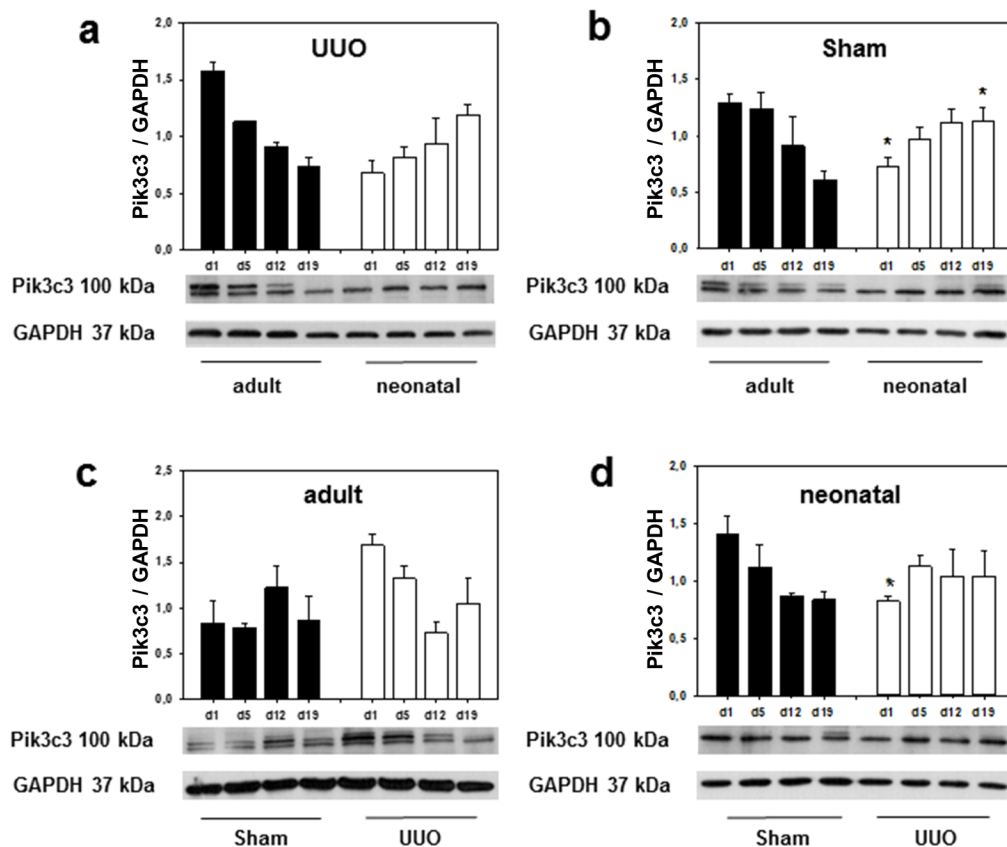 a
UUO
Pik3c3 / GAPDH
2,0
1,5
1,0
0,5
0,0
d1 d5 d12 d19 d1 d5 d12 d19
Pik3c3 100 kDa
GAPDH 37 kDa
adult neonatal
b
Sham
Pik3c3 / GAPDH
2,0
1,5
1,0
0,5
0,0
* *
d1 d5 d12 d19 d1 d5 d12 d19
Pik3c3 100 kDa
GAPDH 37 kDa
adult neonatal
c
adult
Pik3c3 / GAPDH
2,5
2,0
1,5
1,0
0,5
0,0
d1 d5 d12 d19 d1 d5 d12 d19
Pik3c3 100 kDa
GAPDH 37 kDa
Sham UUO
d
neonatal
Pik3c3 / GAPDH
2,0
1,5
1,0
0,5
0,0
*
d1 d5 d12 d19 d1 d5 d12 d19
Pik3c3 100 kDa
GAPDH 37 kDa
Sham UUO